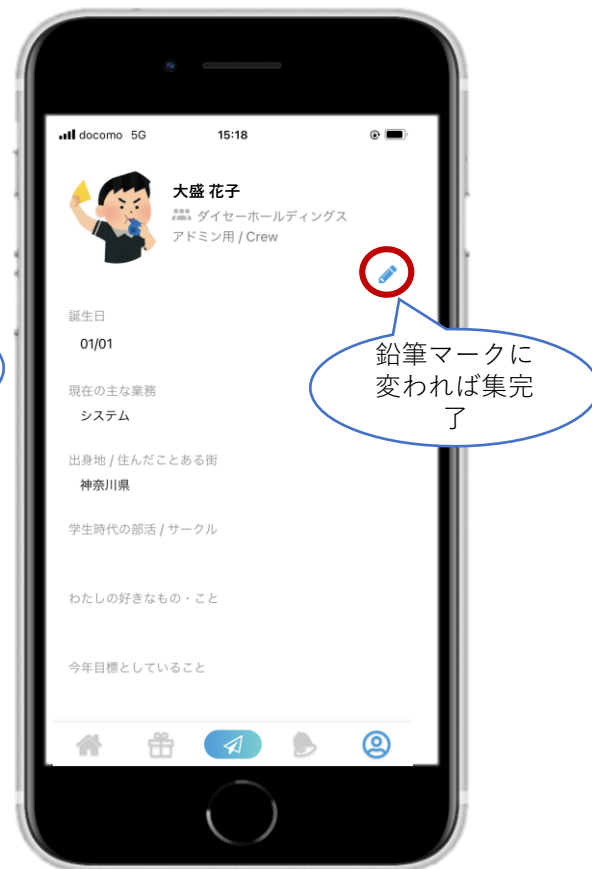 docomo 5G 15:18
大盛 花子
ダイセーホールディングス
アドミン用 / Crew
誕生日
01/01
鉛筆マークに
変われば集完
了
現在の主な業務
システム
出身地 / 住んだことある街
神奈川県
学生時代の部活 / サークル
わたしの好きなもの・こと
今年目標としていること